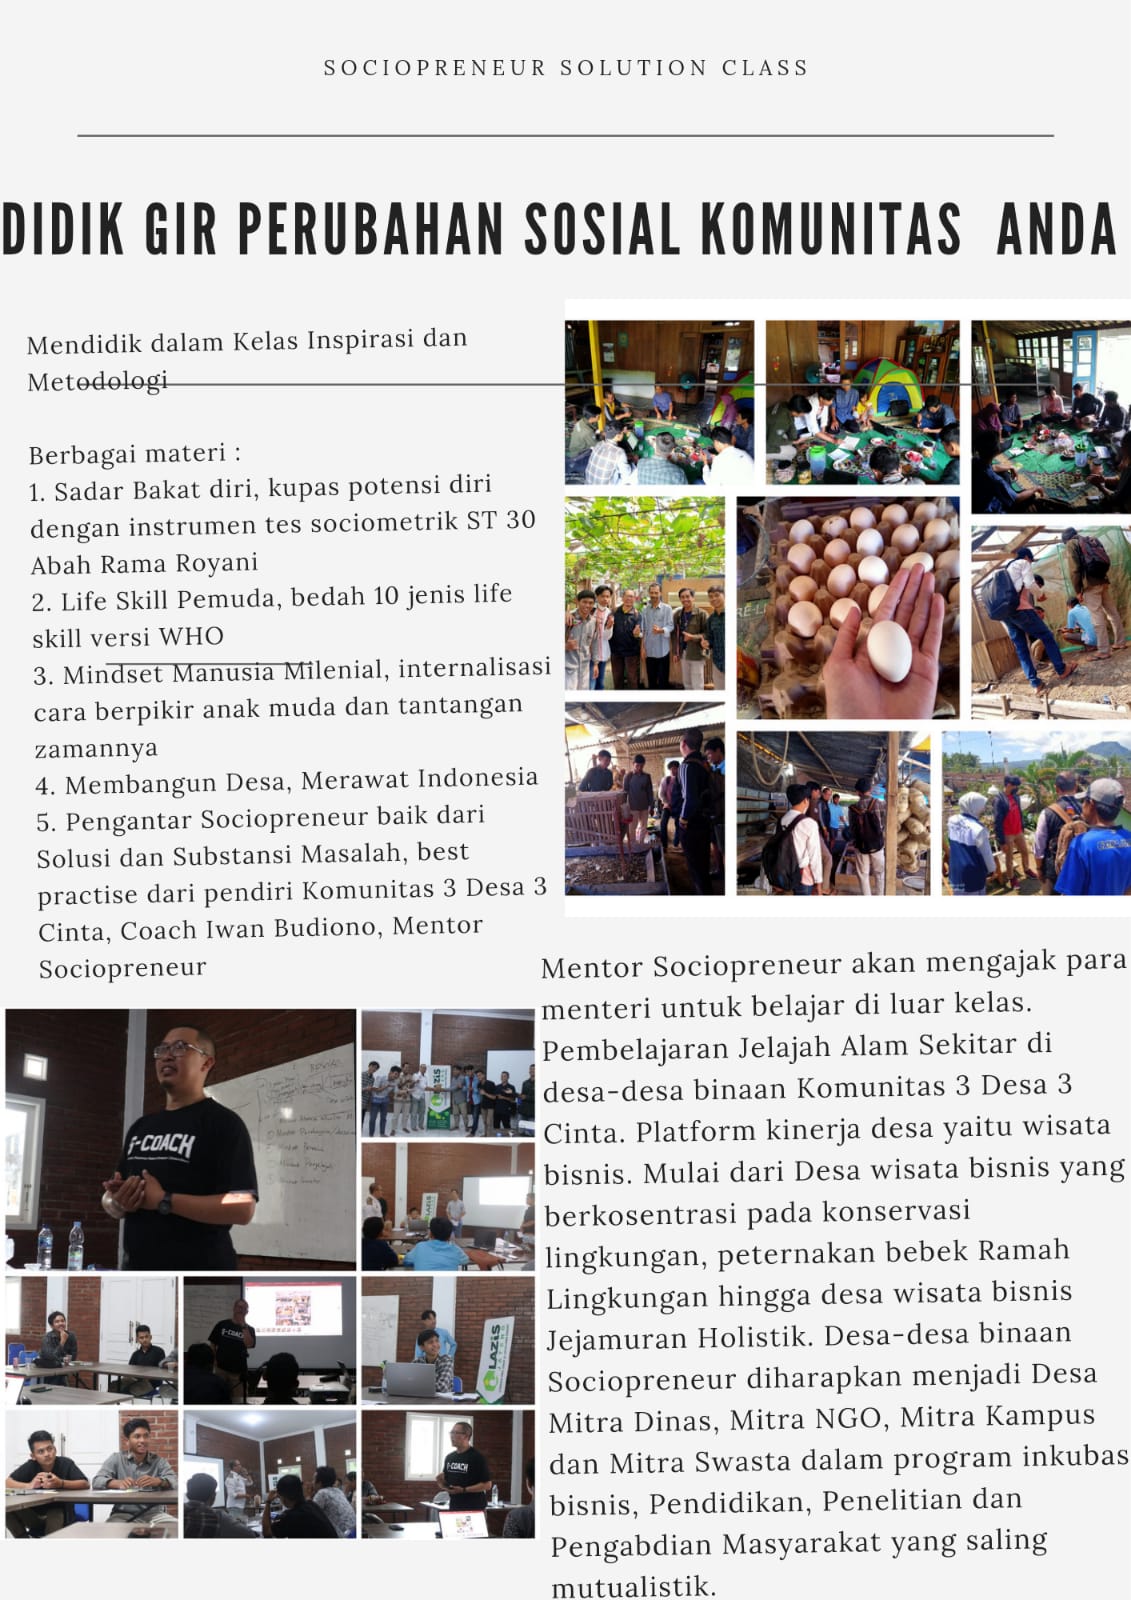 SOCIOPRENEUR SOLUTION CLASS
DIDIK GIR PERUBAHAN SOSIAL KOMUNITAS ANDA
Mendidik dalam Kelas Inspirasi dan
Metodologi
Berbagai materi :
1. Sadar Bakat diri, kupas potensi diri
dengan instrumen tes sociometrik ST 30
Abah Rama Royani
2. Life Skill Pemuda, bedah 10 jenis life
skill versi WHO
3. Mindset Manusia Milenial, internalisasi
cara berpikir anak muda dan tantangan
zamannya
4. Membangun Desa, Merawat Indonesia
5. Pengantar Sociopreneur baik dari
Solusi dan Substansi Masalah, best
practise dari pendiri Komunitas 3 Desa 3
Cinta, Coach Iwan Budiono, Mentor
Sociopreneur
Mentor Sociopreneur akan mengajak para
menteri untuk belajar di luar kelas.
Pembelajaran Jelajah Alam Sekitar di
desa-desa binaan Komunitas 3 Desa 3
Cinta. Platform kinerja desa yaitu wisata
bisnis. Mulai dari Desa wisata bisnis yang
berkosentrasi pada konservasi
lingkungan, peternakan bebek Ramah
Lingkungan hingga desa wisata bisnis
Jejamuran Holistik. Desa-desa binaan
Sociopreneur diharapkan menjadi Desa
Mitra Dinas, Mitra NGO, Mitra Kampus
dan Mitra Swasta dalam program inkubas
bisnis, Pendidikan, Penelitian dan
Pengabdian Masyarakat yang saling
mutualistik.
COACH
LAZiS
LAZiS
COACH